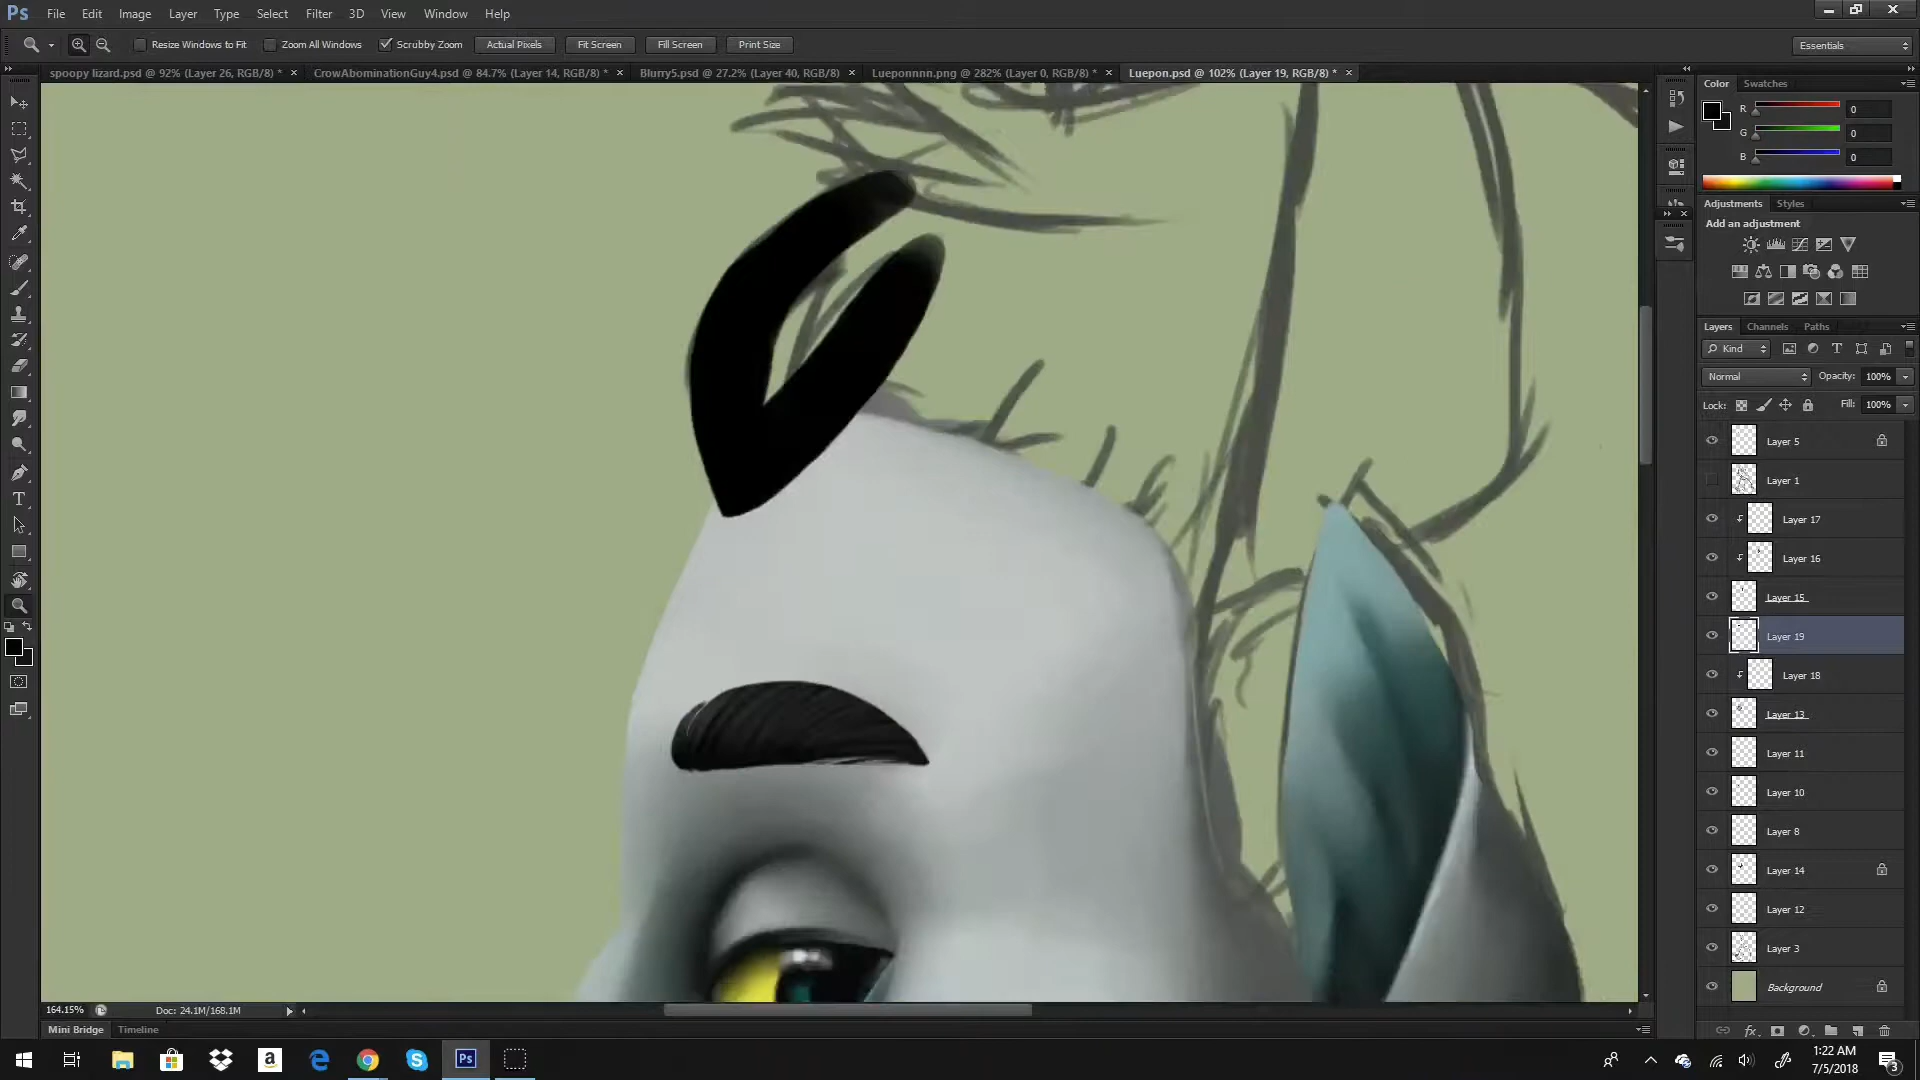 Ps File Edit Image Layer Type Select Filter 3D View Window Help
Resize Windows to Fit Zoom All Windows Scrubby Zoom Actual Pixels Fit Screen Fill Screen Print Size Essentials
spoopy lizard.psd @ 92% (Layer 26, RGB/8) * × CrowAbominationGuy4.psd @ 84.7% (Layer 14, RGB/8) * × Blurry5.psd @ 27.2% (Layer 40, RGB/8) × Lueponnnn.png @ 282% (Layer 0, RGB/8) * × Luepon.psd @ 102% (Layer 19, RGB/8) * ×
Color Swatches
R 0
G 0
B 0
Adjustments Styles
Add an adjustment
Layers Channels Paths
Kind
Normal Opacity: 100%
Lock: Fill: 100%
Layer 5
Layer 1
Layer 17
Layer 16
Layer 15
Layer 19
Layer 18
Layer 13
Layer 11
Layer 10
Layer 8
Layer 14
Layer 12
Layer 3
Background
164.15% Doc: 24.1M/168.1M
Mini Bridge Timeline
fx
Ps
1:22 AM
7/5/2018
3